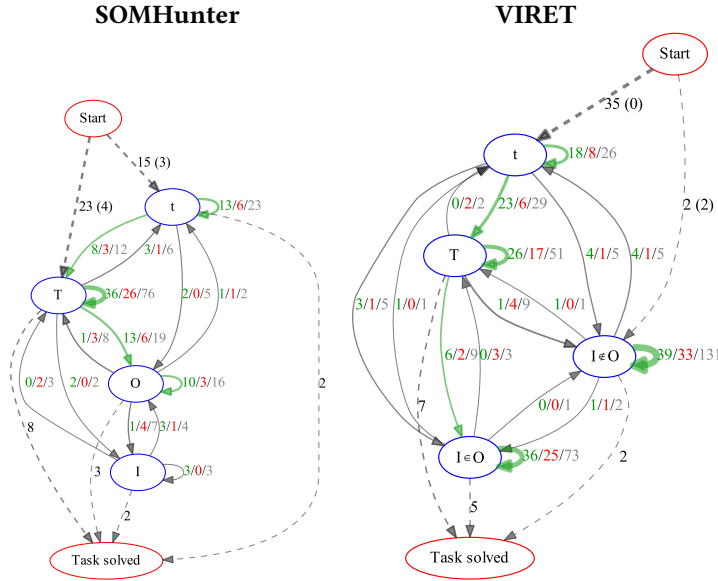 SOMHunter
VIRET
Start
15 (3)
23 (4)
t
13/6/23
8/3/12
3/1/6
T
36/26/76
2/0/5
1/1/2
1/3/8
13/6/19
0/2/3
2/0/2
O
10/3/16
2
8
1/4/7
3/1/4
3
I
3/0/3
2
Task solved
Start
35 (0)
t
18/8/26
2 (2)
0/2/2
23/6/29
T
26/17/51
4/1/5
4/1/5
3/1/5
1/0/1
1/4/9
1/0/1
I∉O
39/33/131
6/2/9
0/3/3
7
0/0/1
1/1/2
I∈O
36/25/73
2
5
Task solved